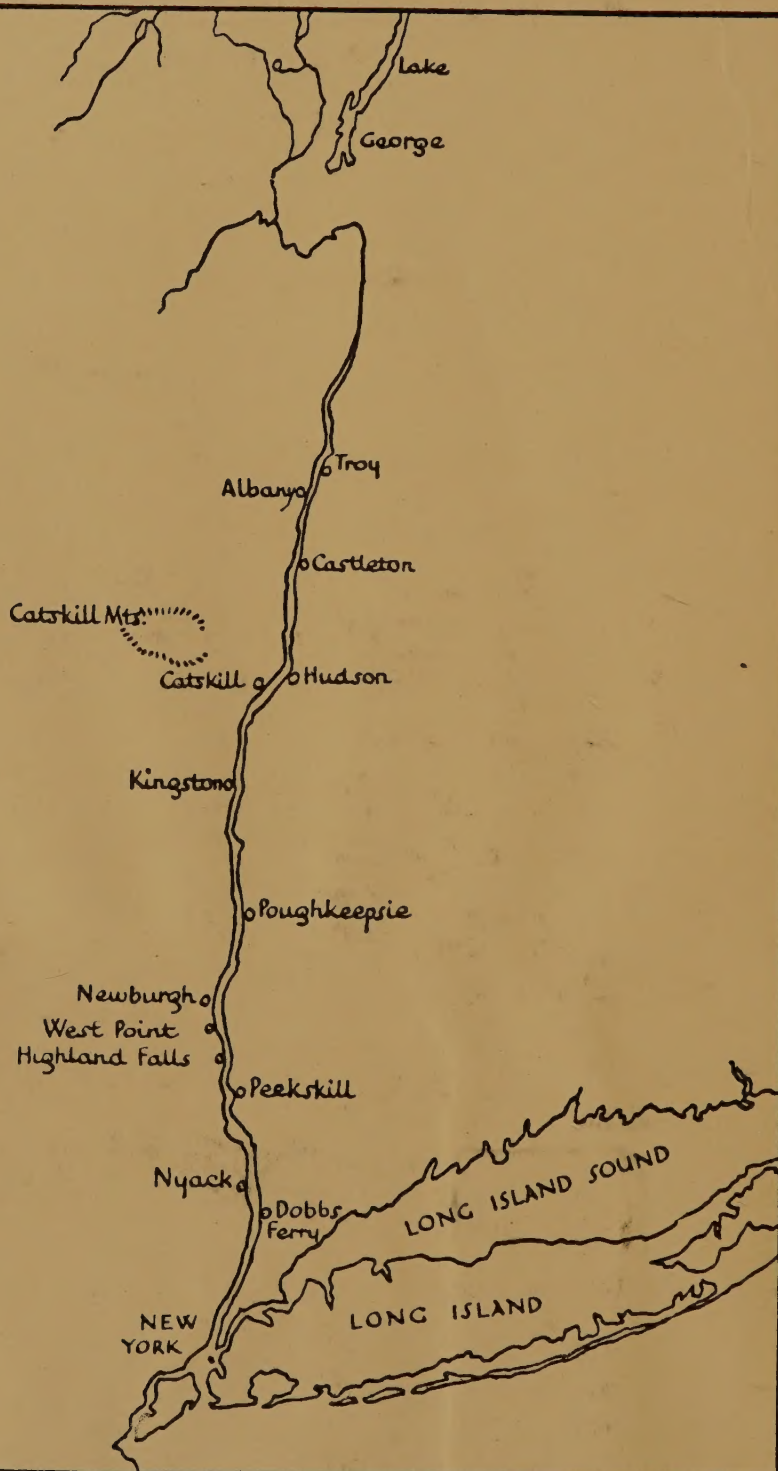 Lake
George
Troy
Albany
Castleton
Catskill Mts.
Catskill
Hudson
Kingston
Poughkeepsie
Newburgh
West Point
Highland Falls
Peekskill
Nyack
Dobbs
Ferry
LONG ISLAND SOUND
LONG ISLAND
NEW
YORK